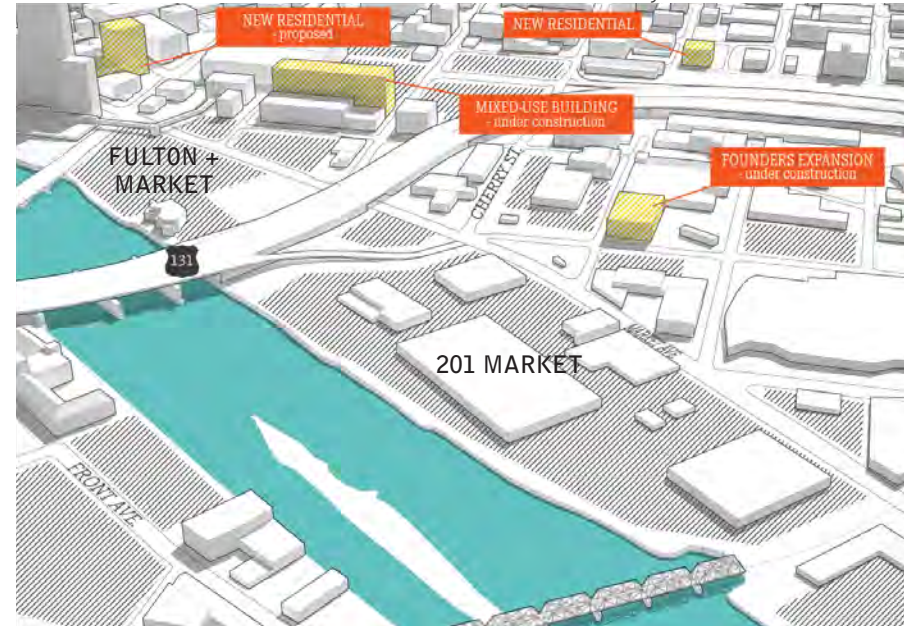 NEW RESIDENTIAL
- proposed
NEW RESIDENTIAL
MIXED-USE BUILDING
- under construction
FULTON +
MARKET
CHERRY ST.
FOUNDERS EXPANSION
- under construction
131
201 MARKET
AVE
FRONT AVE